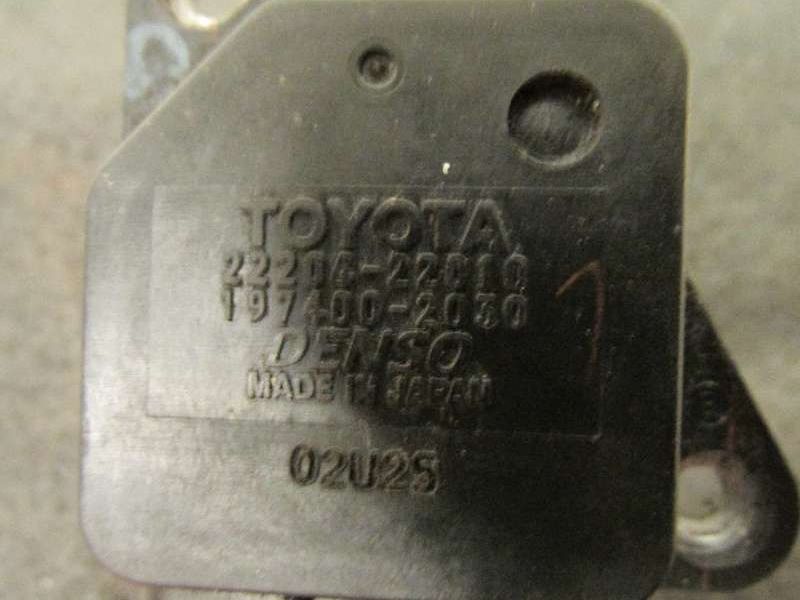 TOYOTA
22204-22010
197400-2030
DENSO
MADE IN JAPAN
02U2S